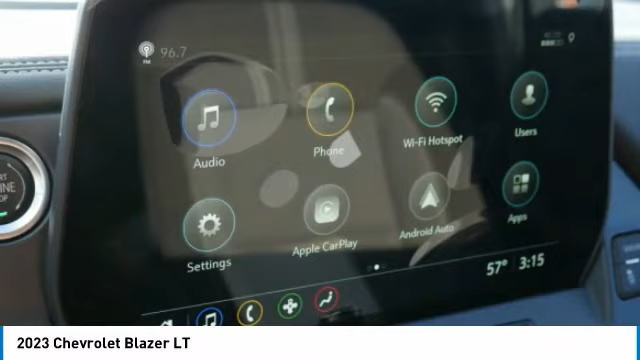 FM 96.7
Audio
Phone
Wi-Fi Hotspot
Users
Settings
Apple CarPlay
Android Auto
Apps
57° 3:15
2023 Chevrolet Blazer LT